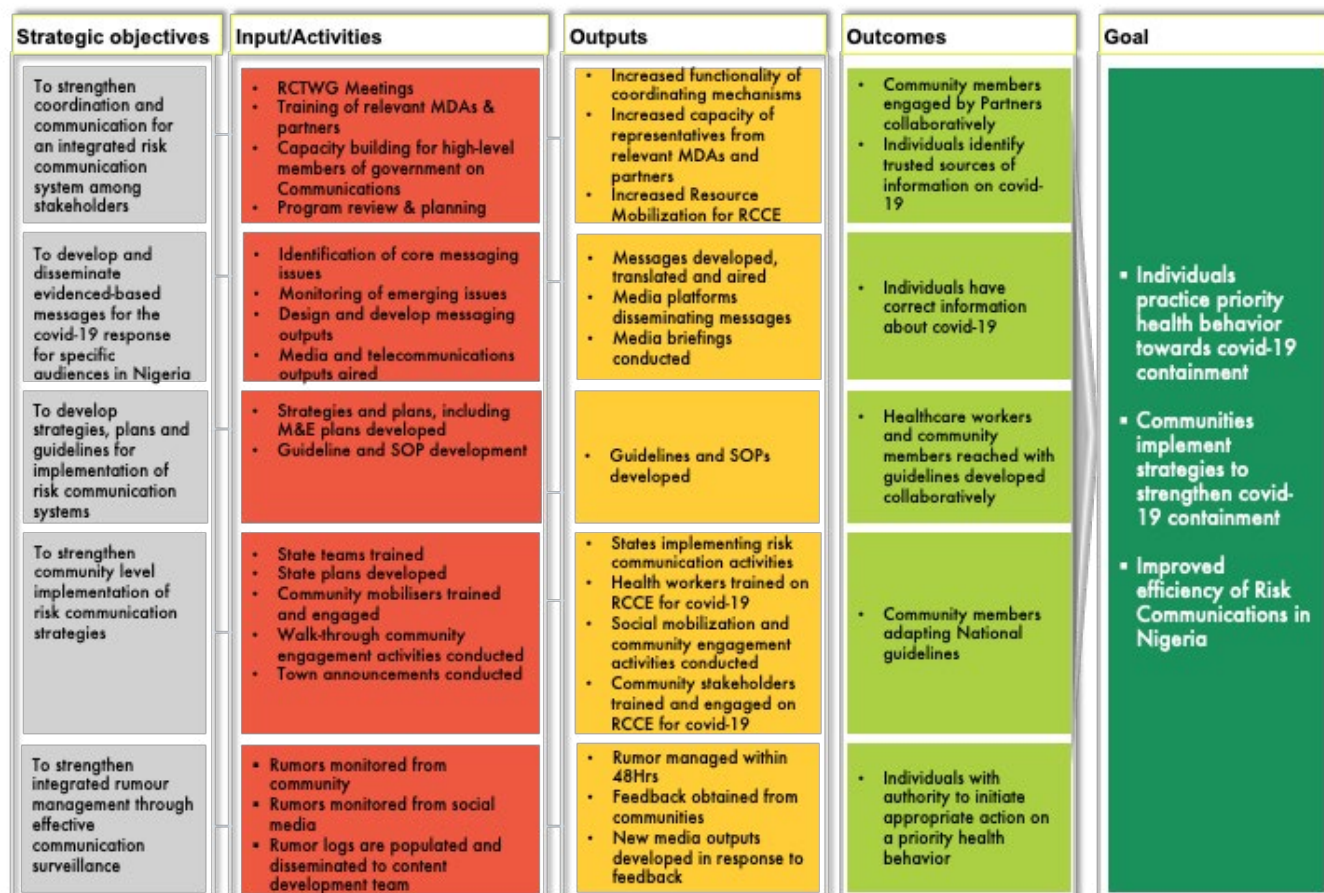 Strategic objectives
Input/Activities
Outputs
Outcomes
Goal
To strengthen
coordination and
communication for
an integrated risk
communication
system among
stakeholders
• RCTWG Meetings
• Training of relevant MDAs &
partners
• Capacity building for high-level
members of government on
Communications
• Program review & planning
• Increased functionality of
coordinating mechanisms
• Increased capacity of
representatives from
relevant MDAs and
partners
• Increased Resource
Mobilization for RCCE
• Community members
engaged by Partners
collaboratively
• Individuals identify
trusted sources of
information on covid-
19
To develop and
disseminate
evidenced-based
messages for the
covid-19 response
for specific
audiences in Nigeria
• Identification of core messaging
issues
• Monitoring of emerging issues
• Design and develop messaging
outputs
• Media and telecommunications
outputs aired
• Messages developed,
translated and aired
• Media platforms
disseminating messages
• Media briefings
conducted
• Individuals have
correct information
about covid-19
To develop
strategies, plans and
guidelines for
implementation of
risk communication
systems
• Strategies and plans, including
M&E plans developed
• Guideline and SOP development
• Guidelines and SOPs
developed
• Healthcare workers
and community
members reached with
guidelines developed
collaboratively
To strengthen
community level
implementation of
risk communication
strategies
• State teams trained
• State plans developed
• Community mobilisers trained
and engaged
• Walk-through community
engagement activities conducted
• Town announcements conducted
• States implementing risk
communication activities
• Health workers trained on
RCCE for covid-19
• Social mobilization and
community engagement
activities conducted
• Community stakeholders
trained and engaged on
RCCE for covid-19
• Community members
adapting National
guidelines
To strengthen
integrated rumour
management through
effective
communication
surveillance
▪ Rumors monitored from
community
▪ Rumors monitored from social
media
▪ Rumor logs are populated and
disseminated to content
development team
• Rumor managed within
48Hrs
• Feedback obtained from
communities
• New media outputs
developed in response to
feedback
• Individuals with
authority to initiate
appropriate action on
a priority health
behavior
▪ Individuals
practice priority
health behavior
towards covid-19
containment
▪ Communities
implement
strategies to
strengthen covid-
19 containment
▪ Improved
efficiency of Risk
Communications in
Nigeria